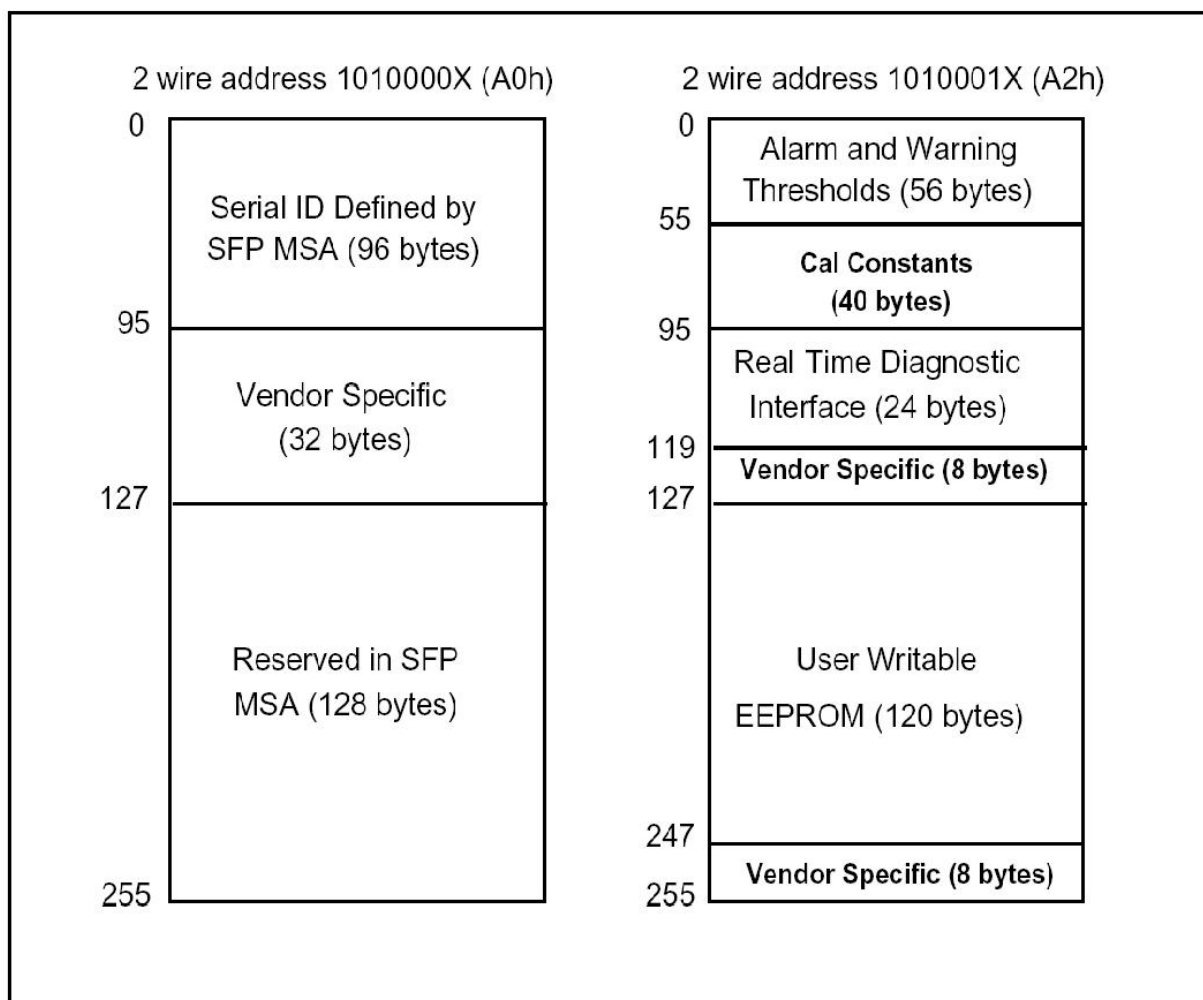 2 wire address 1010000X (A0h)
0
Serial ID Defined by
SFP MSA (96 bytes)
95
Vendor Specific
(32 bytes)
127
Reserved in SFP
MSA (128 bytes)
255
2 wire address 1010001X (A2h)
0
Alarm and Warning
Thresholds (56 bytes)
55
Cal Constants
(40 bytes)
95
Real Time Diagnostic
Interface (24 bytes)
119
Vendor Specific (8 bytes)
127
User Writable
EEPROM (120 bytes)
247
Vendor Specific (8 bytes)
255